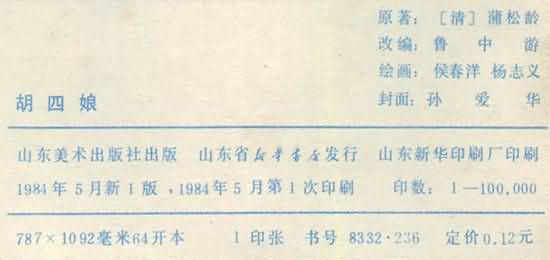 原著：［清］蒲松龄
改编：鲁中游
绘画：侯春洋 杨志义
封面：孙爱华
胡四娘
山东美术出版社出版 山东省新华书店发行 山东新华印刷厂印刷
1984年5月新1版，1984年5月第1次印刷 印数：1—100,000
787×1092毫米64开本 1印张 书号 8332·236 定价0.12元